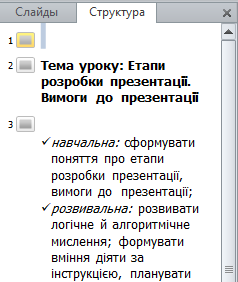 Слайды Структура
1
2 Тема уроку: Етапи
розробки презентації.
Вимоги до презентації
3
✓навчальна: сформувати
поняття про етапи
розробки презентації,
вимоги до презентації;
✓розвивальна: розвивати
логічне й алгоритмічне
мислення; формувати
вміння діяти за
інструкцією, планувати